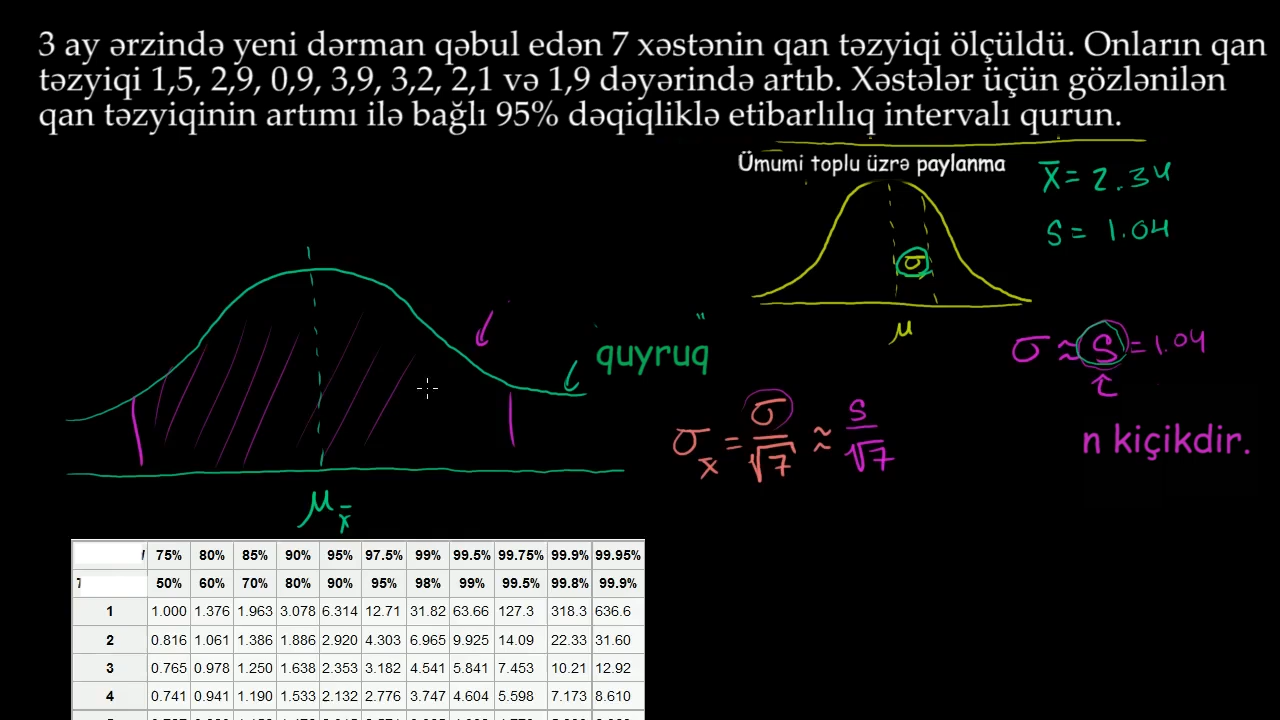 3 ay ərzində yeni dərman qəbul edən 7 xəstənin qan təzyiqi ölçüldü. Onların qan
təzyiqi 1,5, 2,9, 0,9, 3,9, 3,2, 2,1 və 1,9 dəyərində artıb. Xəstələr üçün gözlənilən
qan təzyiqinin artımı ilə bağlı 95% dəqiqliklə etibarlılıq intervalı qurun.
Ümumi toplu üzrə paylanma
x̄ = 2.34
S = 1.04
σ
μ
quyruq
σ ≈ S = 1.04
n kiçikdir.
σx̄ = σ/√7 ≈ S/√7
μx̄
75% 80% 85% 90% 95% 97.5% 99% 99.5% 99.75% 99.9% 99.95%
50% 60% 70% 80% 90% 95% 98% 99% 99.5% 99.8% 99.9%
1 1.000 1.376 1.963 3.078 6.314 12.71 31.82 63.66 127.3 318.3 636.6
2 0.816 1.061 1.386 1.886 2.920 4.303 6.965 9.925 14.09 22.33 31.60
3 0.765 0.978 1.250 1.638 2.353 3.182 4.541 5.841 7.453 10.21 12.92
4 0.741 0.941 1.190 1.533 2.132 2.776 3.747 4.604 5.598 7.173 8.610